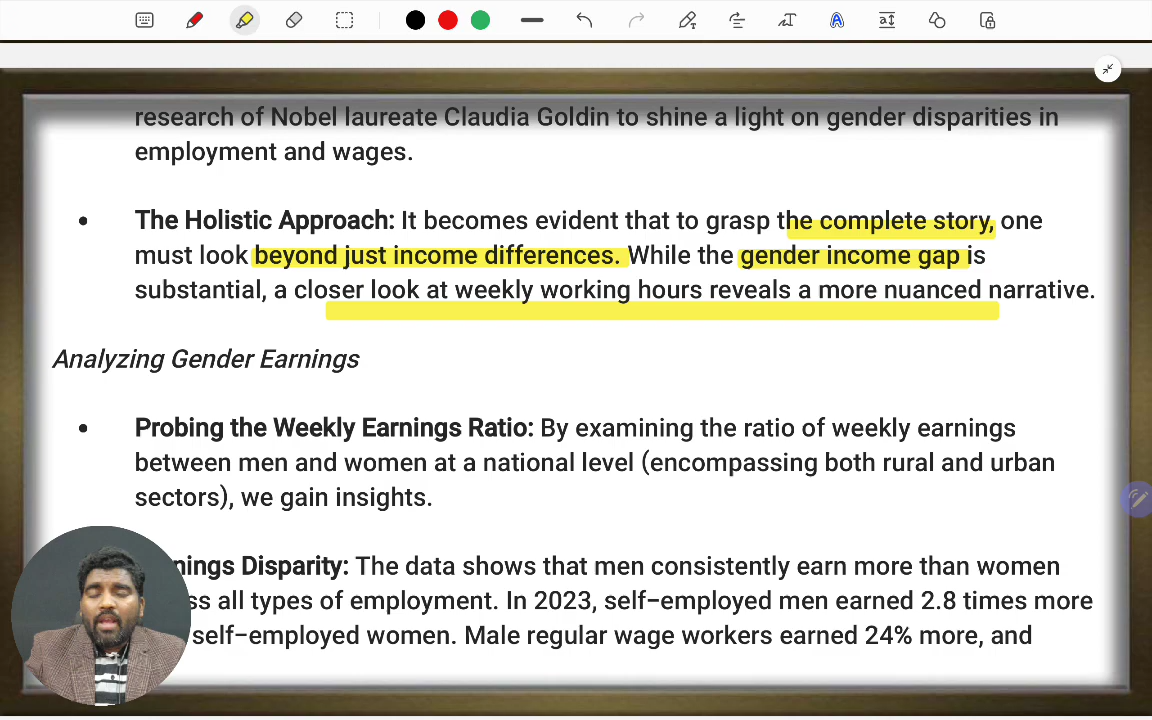 research of Nobel laureate Claudia Goldin to shine a light on gender disparities in
employment and wages.
• The Holistic Approach: It becomes evident that to grasp the complete story, one
must look beyond just income differences. While the gender income gap is
substantial, a closer look at weekly working hours reveals a more nuanced narrative.
Analyzing Gender Earnings
• Probing the Weekly Earnings Ratio: By examining the ratio of weekly earnings
between men and women at a national level (encompassing both rural and urban
sectors), we gain insights.
Disparity: The data shows that men consistently earn more than women
all types of employment. In 2023, self-employed men earned 2.8 times more
self-employed women. Male regular wage workers earned 24% more, and